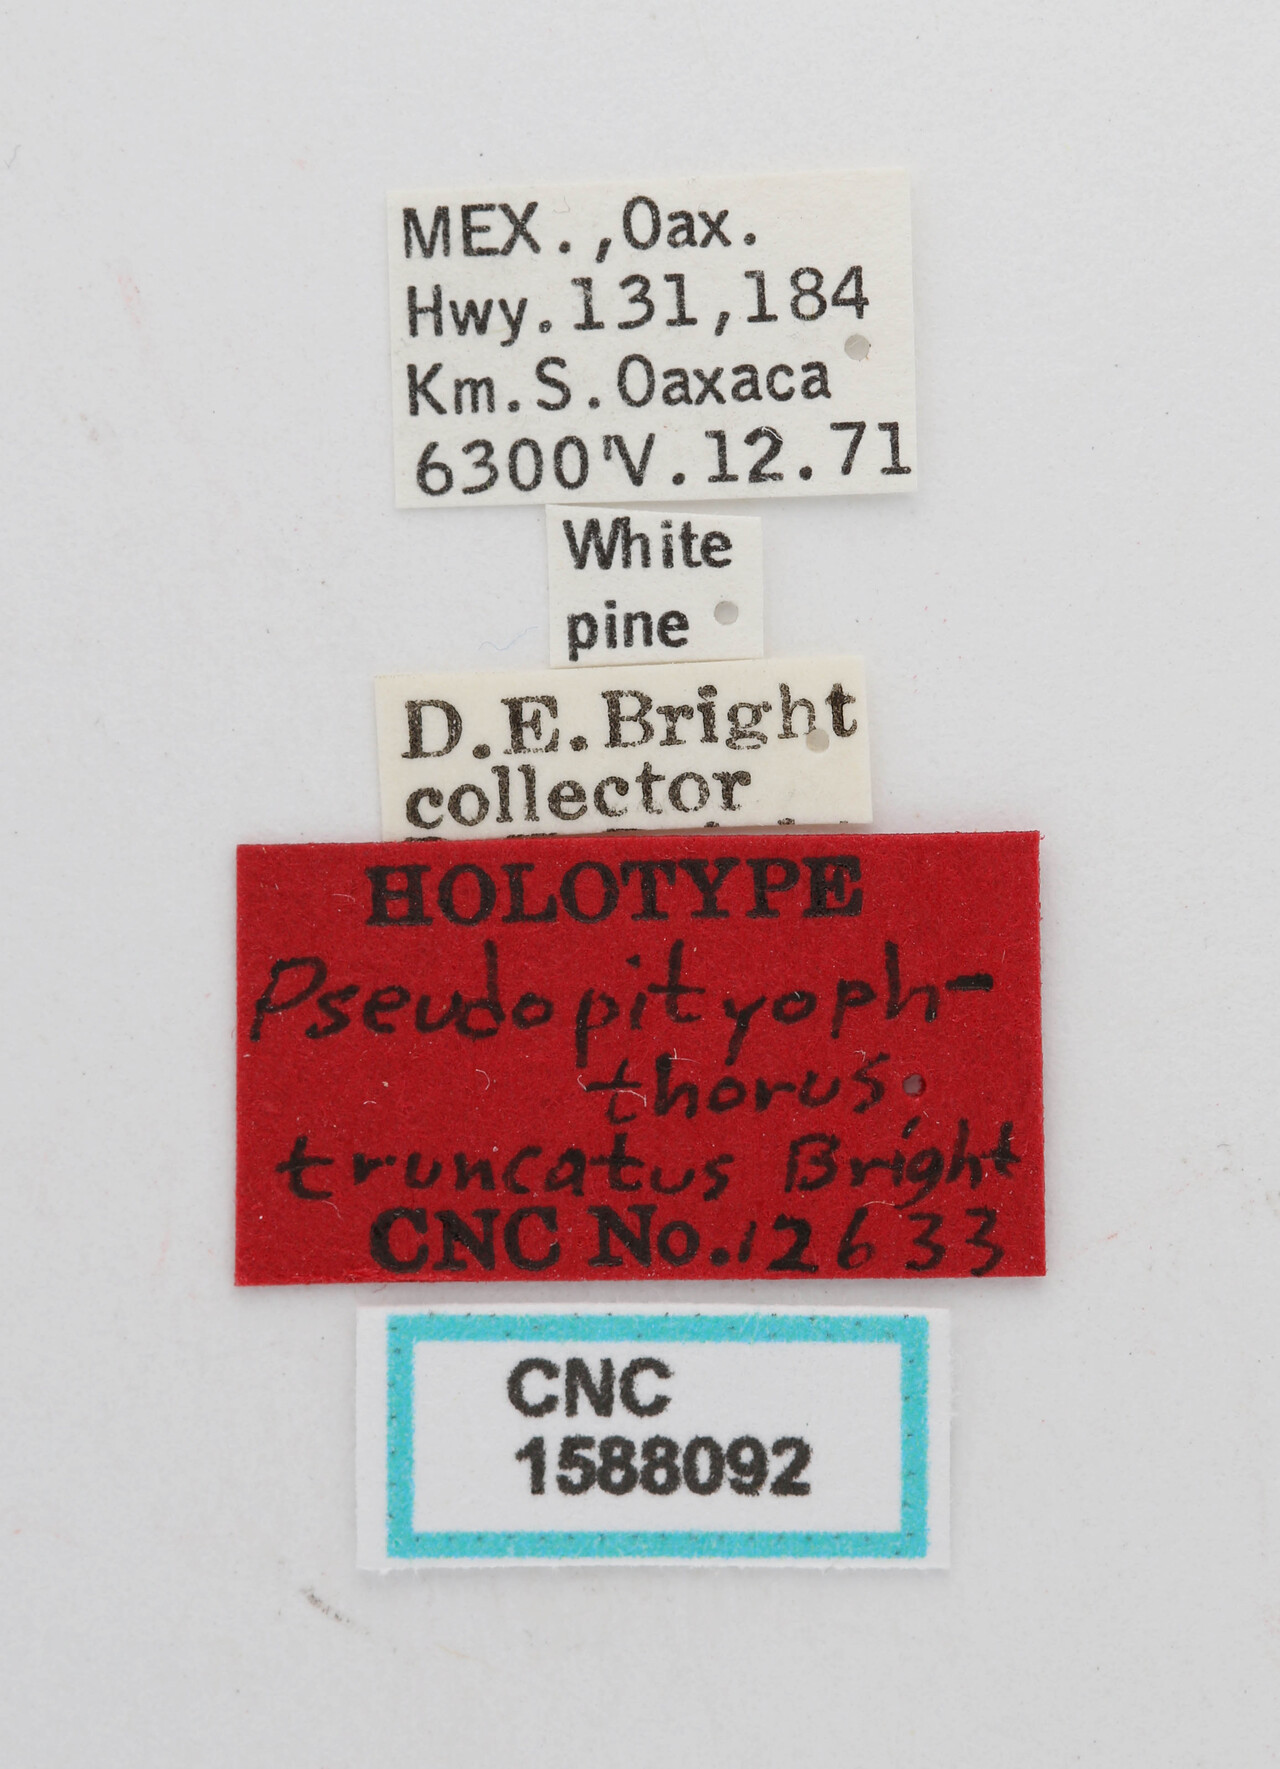 MEX.,Oax.
Hwy.131,184
Km.S.Oaxaca
6300'V.12.71
White
pine
D.E.Bright
collector
HOLOTYPE
Pseudopityoph-
thorus
truncatus Bright
CNC No.12633
CNC
1588092